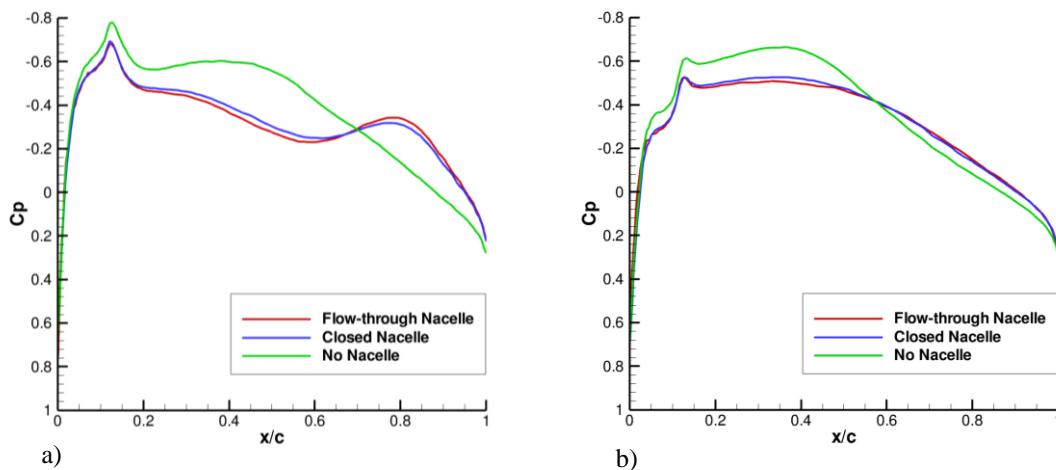 -0.8
-0.6
-0.4
-0.2
0
0.2
0.4
0.6
0.8
1
Cp
0 0.2 0.4 0.6 0.8 1
x/c
Flow-through Nacelle
Closed Nacelle
No Nacelle
a)
-0.8
-0.6
-0.4
-0.2
0
0.2
0.4
0.6
0.8
1
Cp
0 0.2 0.4 0.6 0.8
x/c
Flow-through Nacelle
Closed Nacelle
No Nacelle
b)